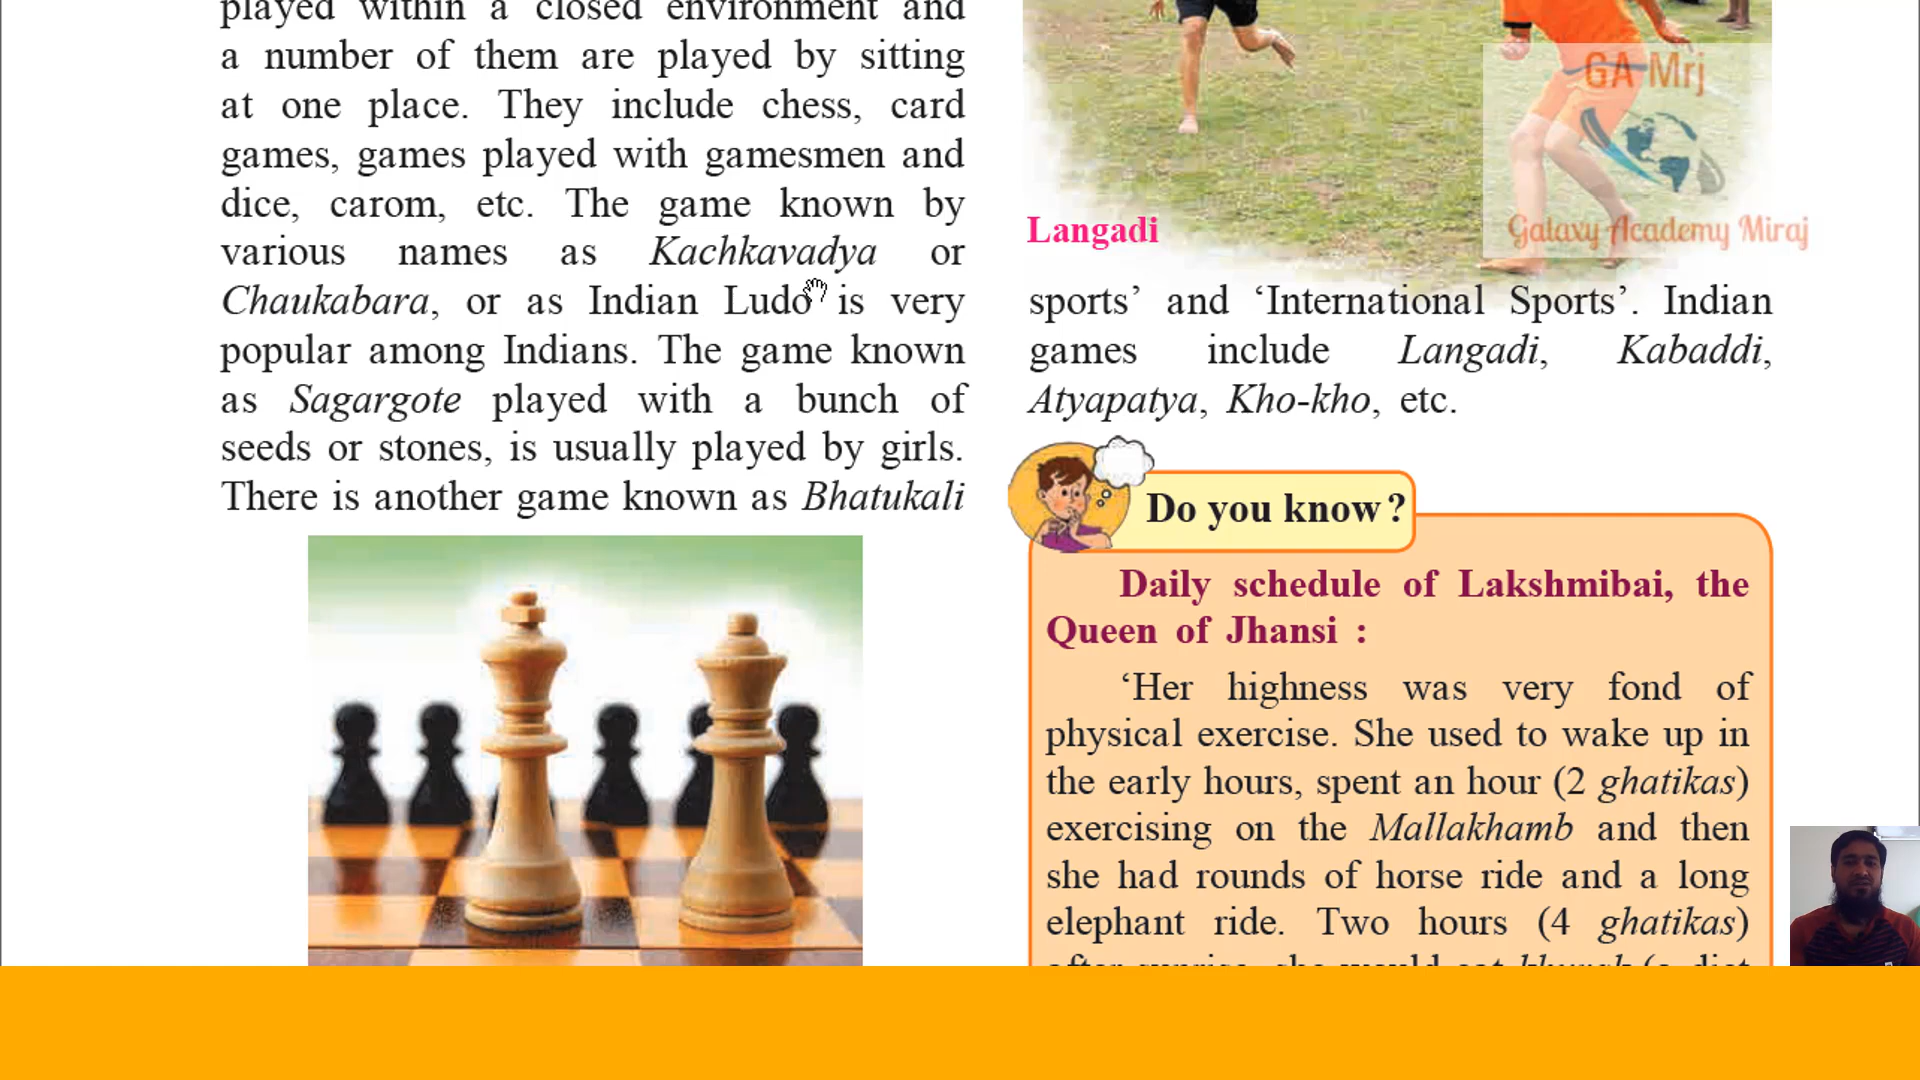 played within a closed environment and
a number of them are played by sitting
at one place. They include chess, card
games, games played with gamesmen and
dice, carom, etc. The game known by
various names as Kachkavadya or
Chaukabara, or as Indian Ludo is very
popular among Indians. The game known
as Sagargote played with a bunch of
seeds or stones, is usually played by girls.
There is another game known as Bhatukali
GA Mrj
Galaxy Academy Miraj
Langadi
sports’ and ‘International Sports’. Indian
games include Langadi, Kabaddi,
Atyapatya, Kho-kho, etc.
Do you know?
Daily schedule of Lakshmibai, the
Queen of Jhansi :
‘Her highness was very fond of
physical exercise. She used to wake up in
the early hours, spent an hour (2 ghatikas)
exercising on the Mallakhamb and then
she had rounds of horse ride and a long
elephant ride. Two hours (4 ghatikas)
after sunrise, she would eat (a diet